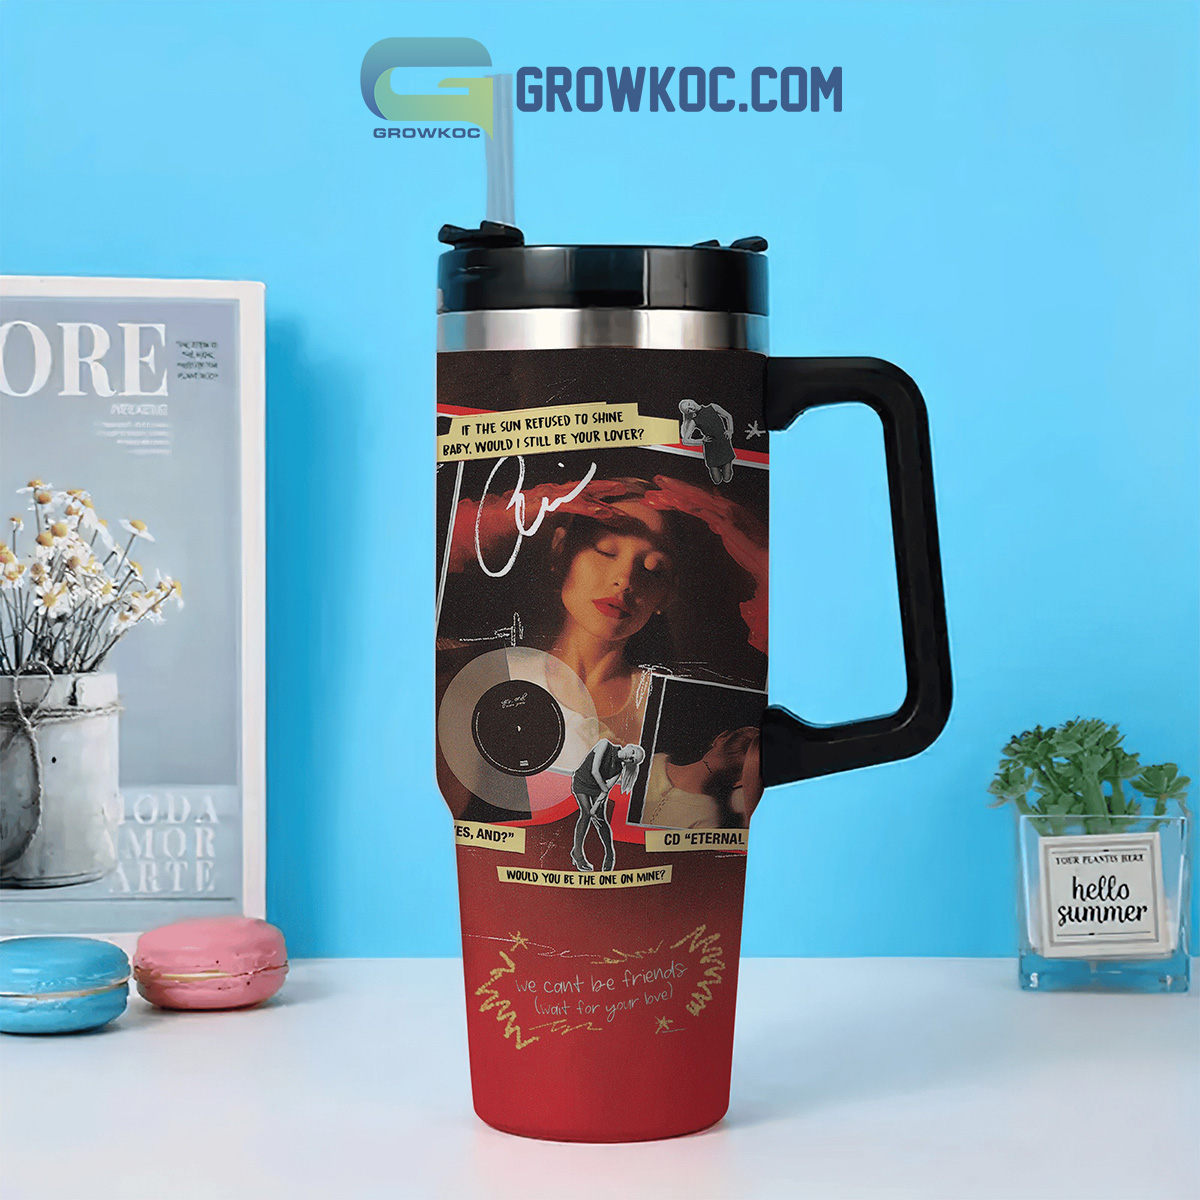 GROWKOC.COM
GROWKOC
ORE
IF THE SUN REFUSED TO SHINE
BABY, WOULD I STILL BE YOUR LOVER?
YES, AND?"
CD "ETERNAL
WOULD YOU BE THE ONE ON MINE?
we cant be friends
(wait for your love)
MODA
AMOR
ARTE
YOUR PLANTIS HERE
hello
summer